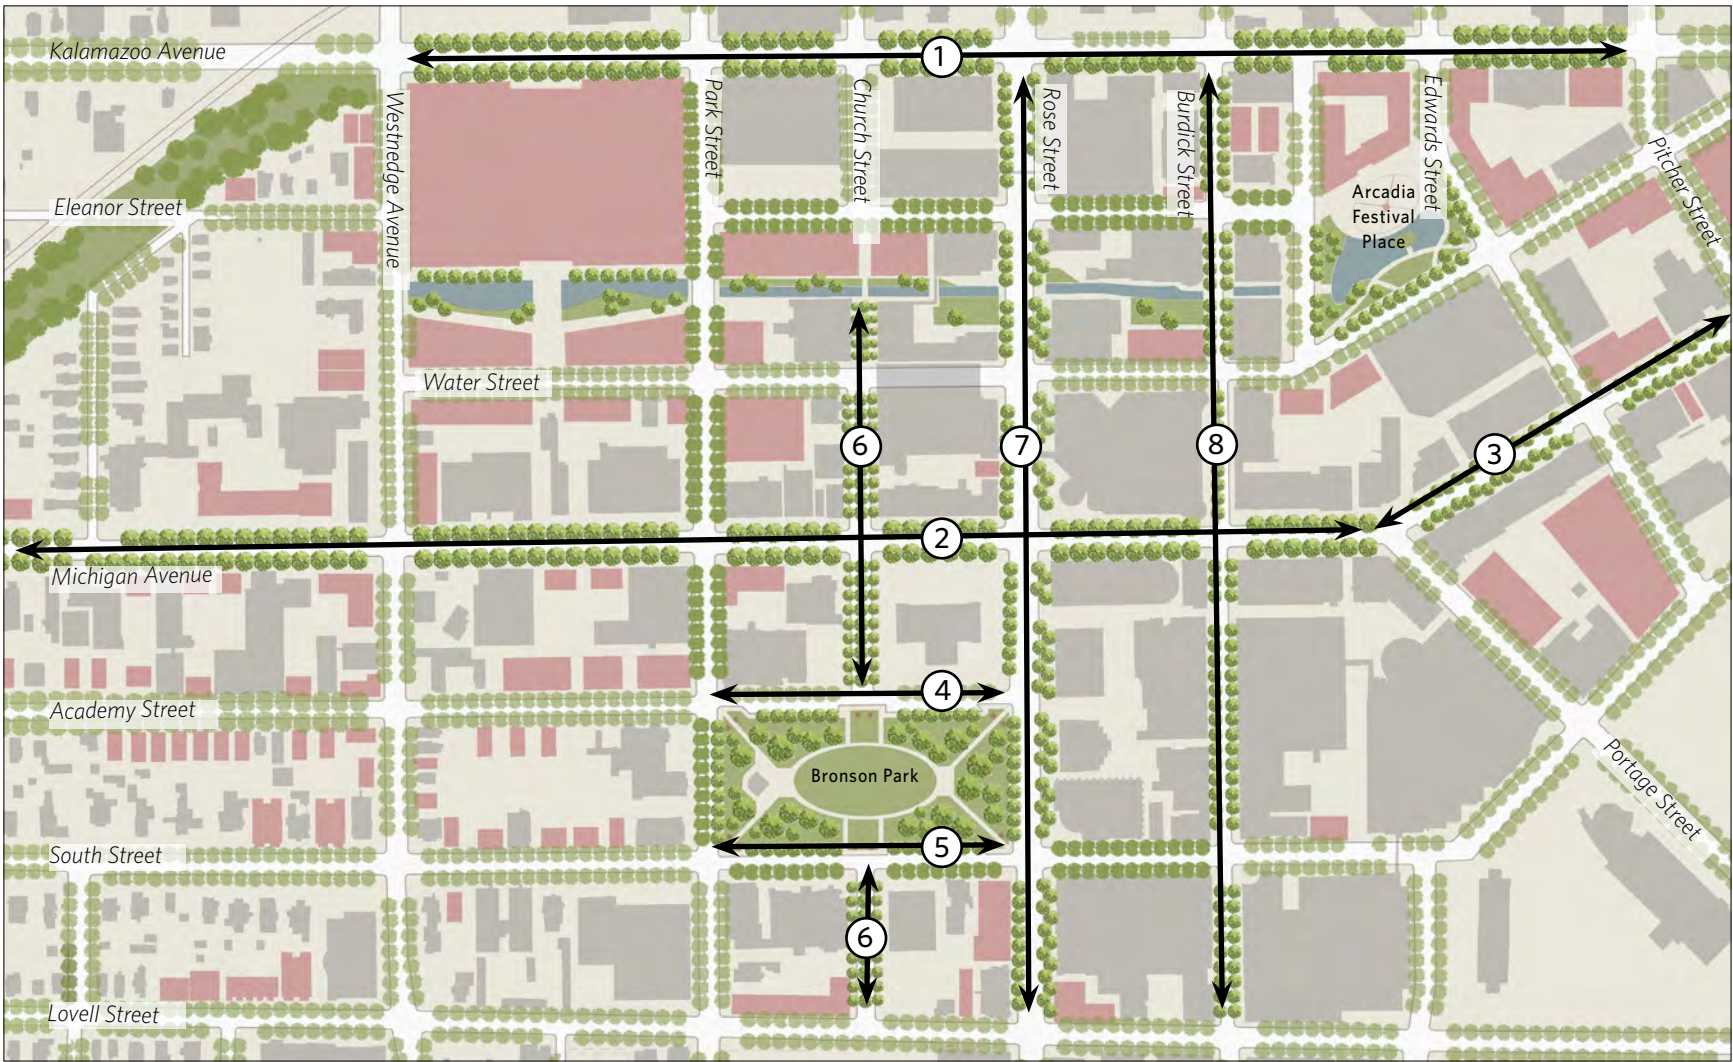 Kalamazoo Avenue
1
Westnedge Avenue
Park Street
Church Street
Rose Street
Burdick Street
Edwards Street
Pitcher Street
Eleanor Street
Arcadia
Festival
Place
Water Street
6
7
8
3
2
Michigan Avenue
4
Academy Street
Bronson Park
Portage Street
5
South Street
6
Lovell Street